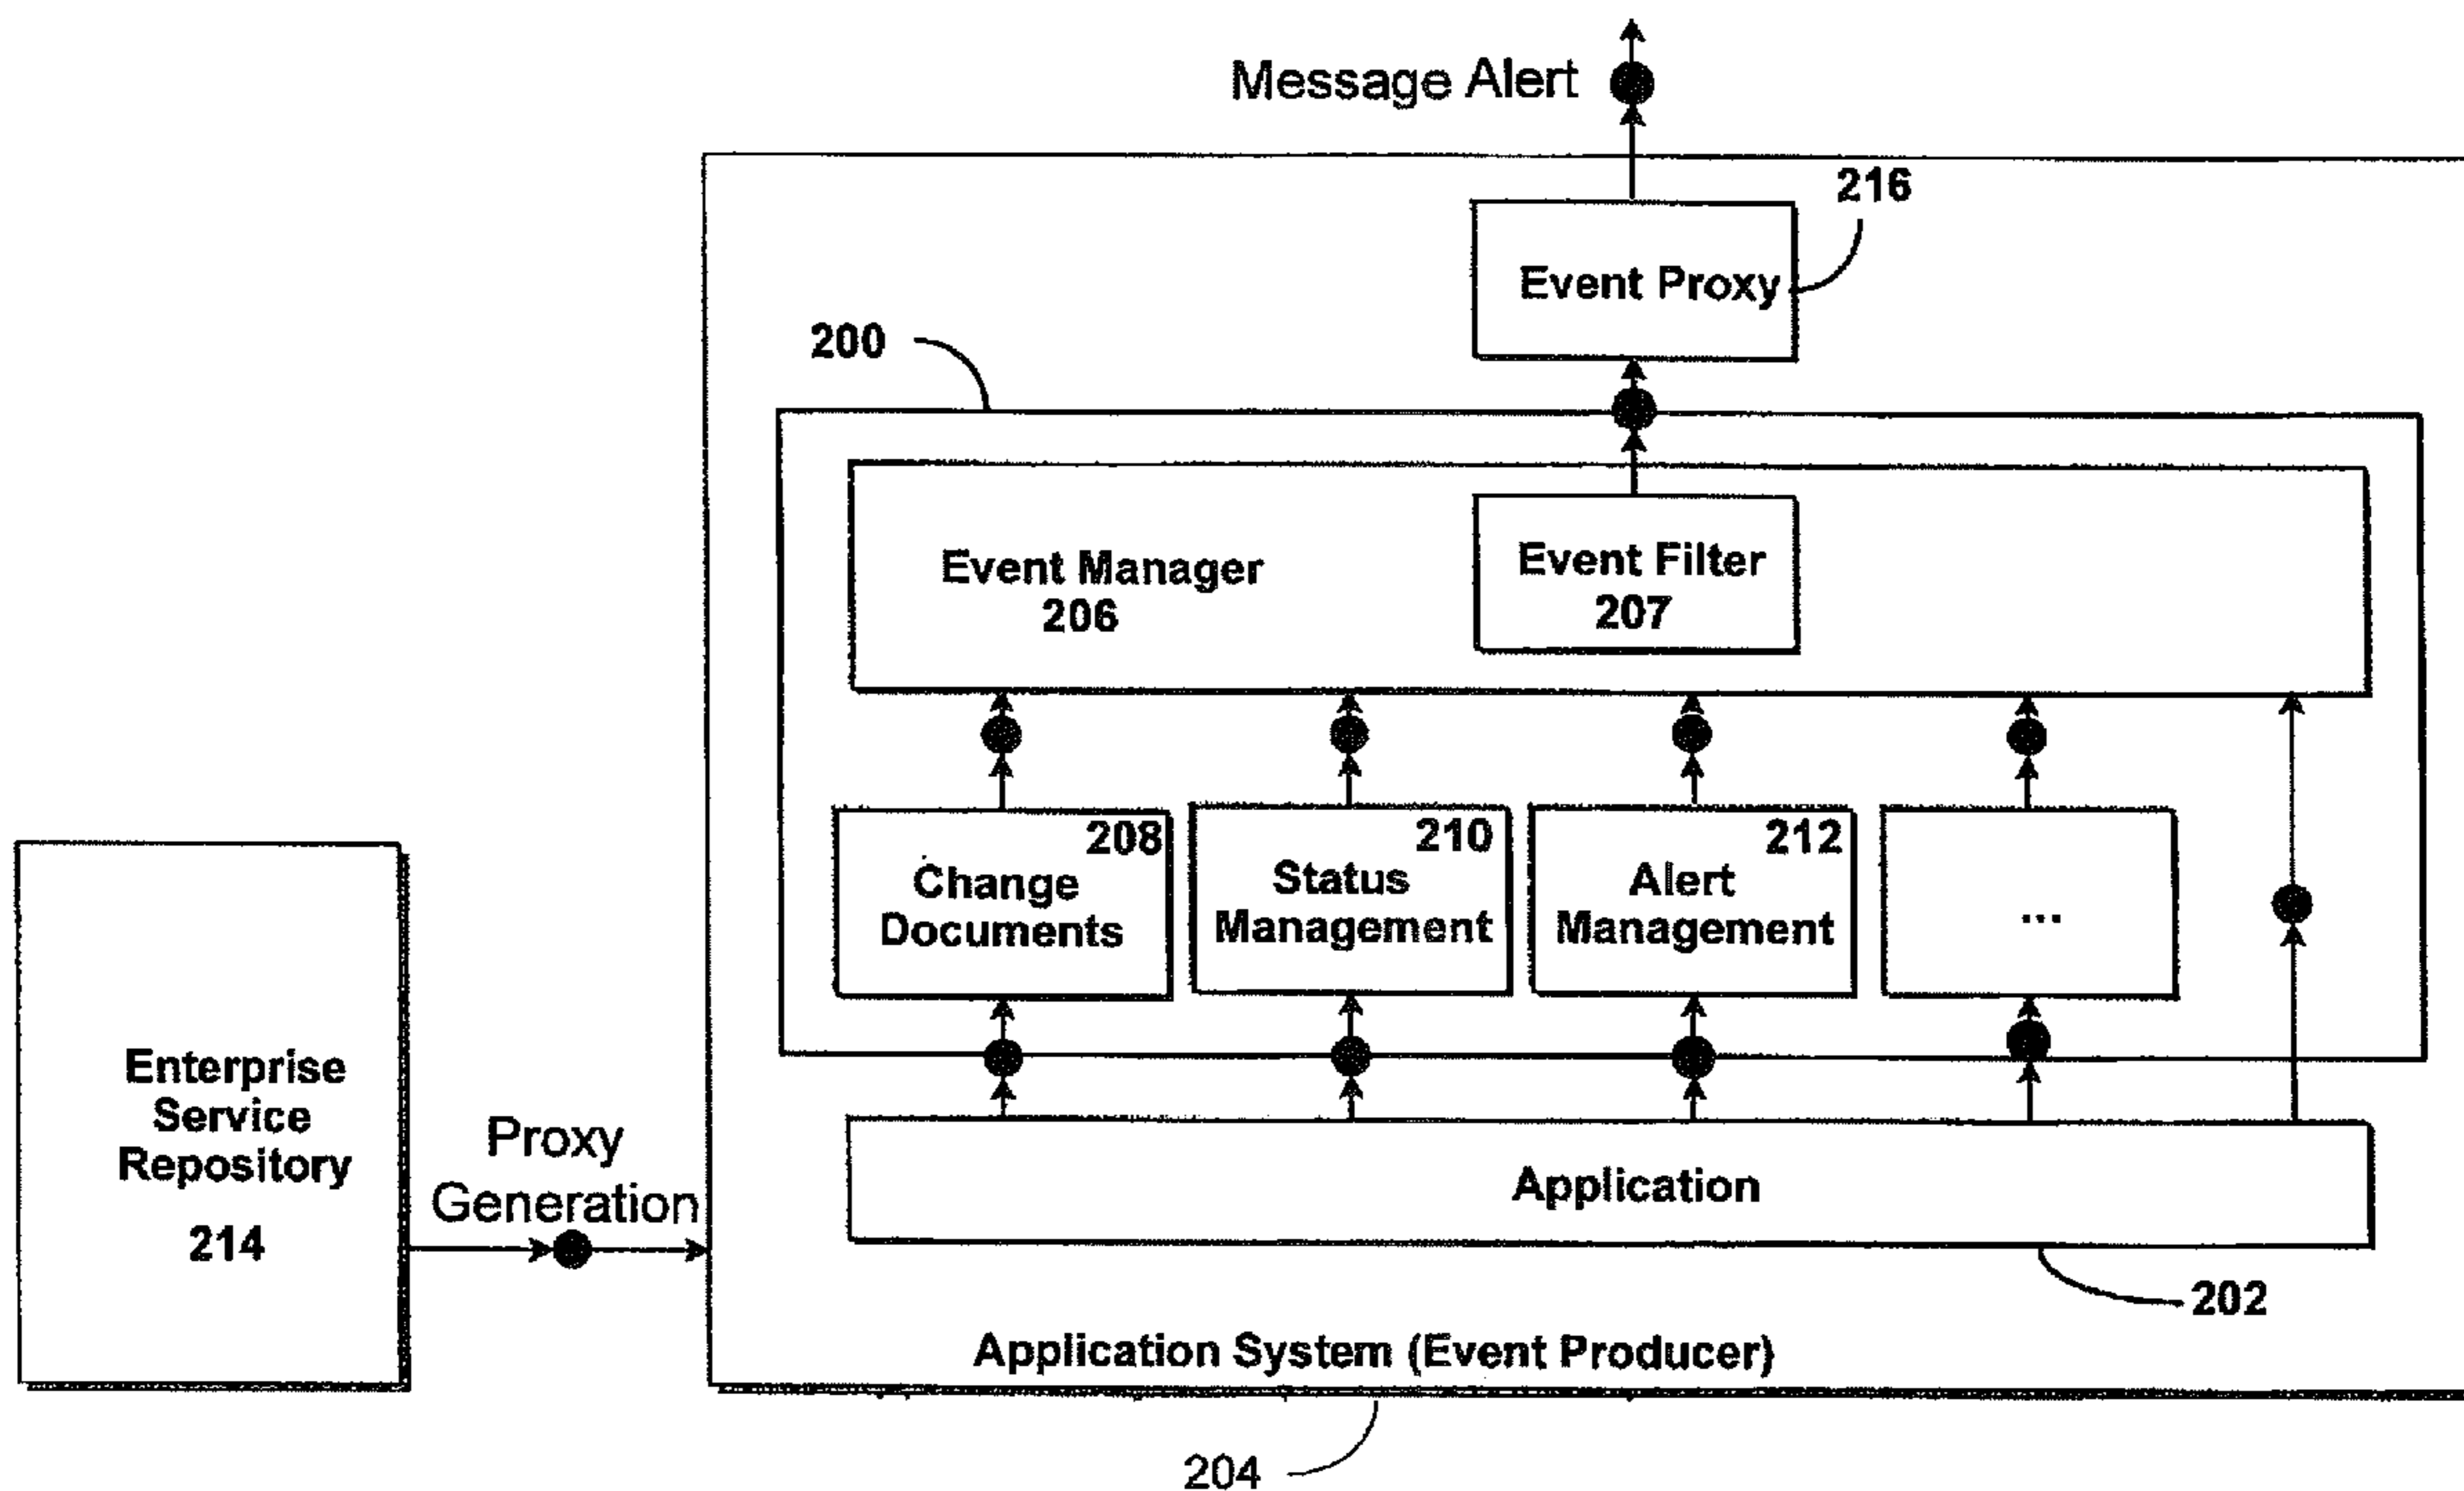 Message Alert
216
Event Proxy
200
Event Manager
206
Event Filter
207
208
Change
Documents
210
Status
Management
212
Alert
Management
...
Enterprise
Service
Repository
214
Proxy
Generation
Application
202
Application System (Event Producer)
204